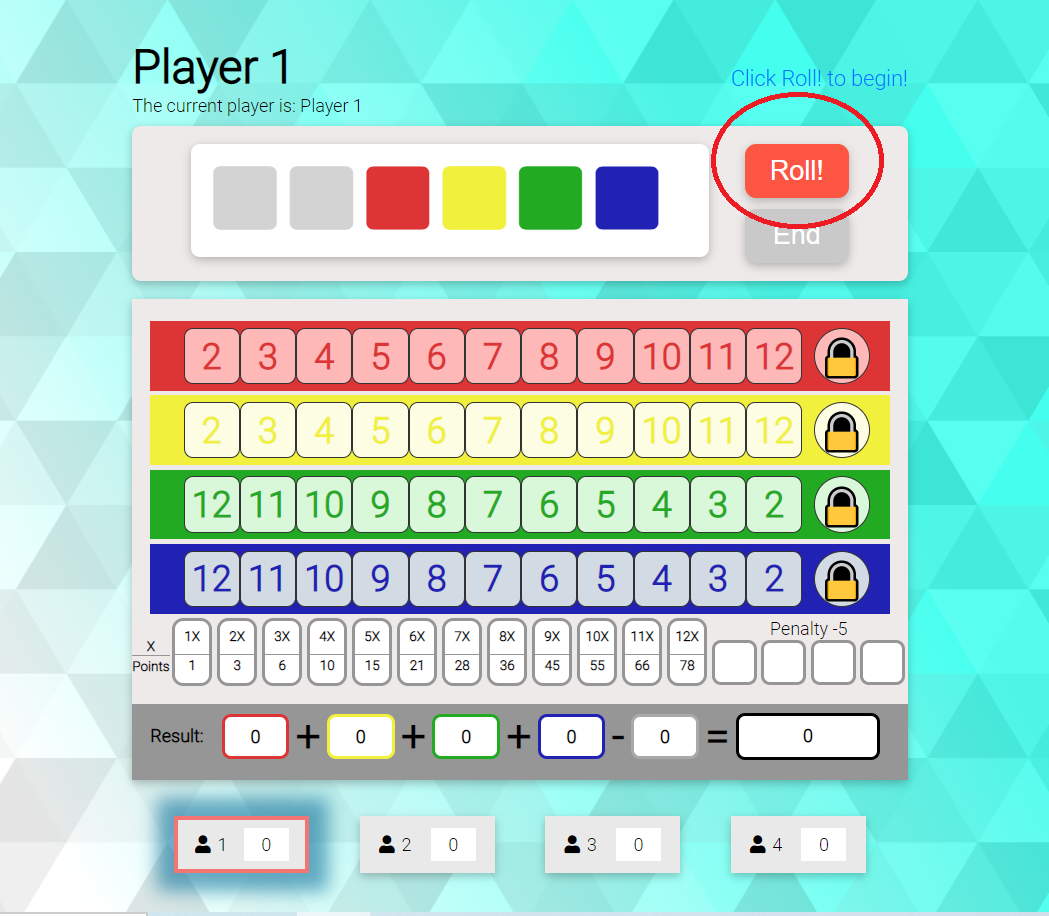 Player 1
Click Roll! to begin!
The current player is: Player 1
Roll!
End
2 3 4 5 6 7 8 9 10 11 12
2 3 4 5 6 7 8 9 10 11 12
12 11 10 9 8 7 6 5 4 3 2
12 11 10 9 8 7 6 5 4 3 2
Penalty -5
X 1X 2X 3X 4X 5X 6X 7X 8X 9X 10X 11X 12X
Points 1 3 6 10 15 21 28 36 45 55 66 78
Result: 0 + 0 + 0 + 0 - 0 = 0
1 0 2 0 3 0 4 0